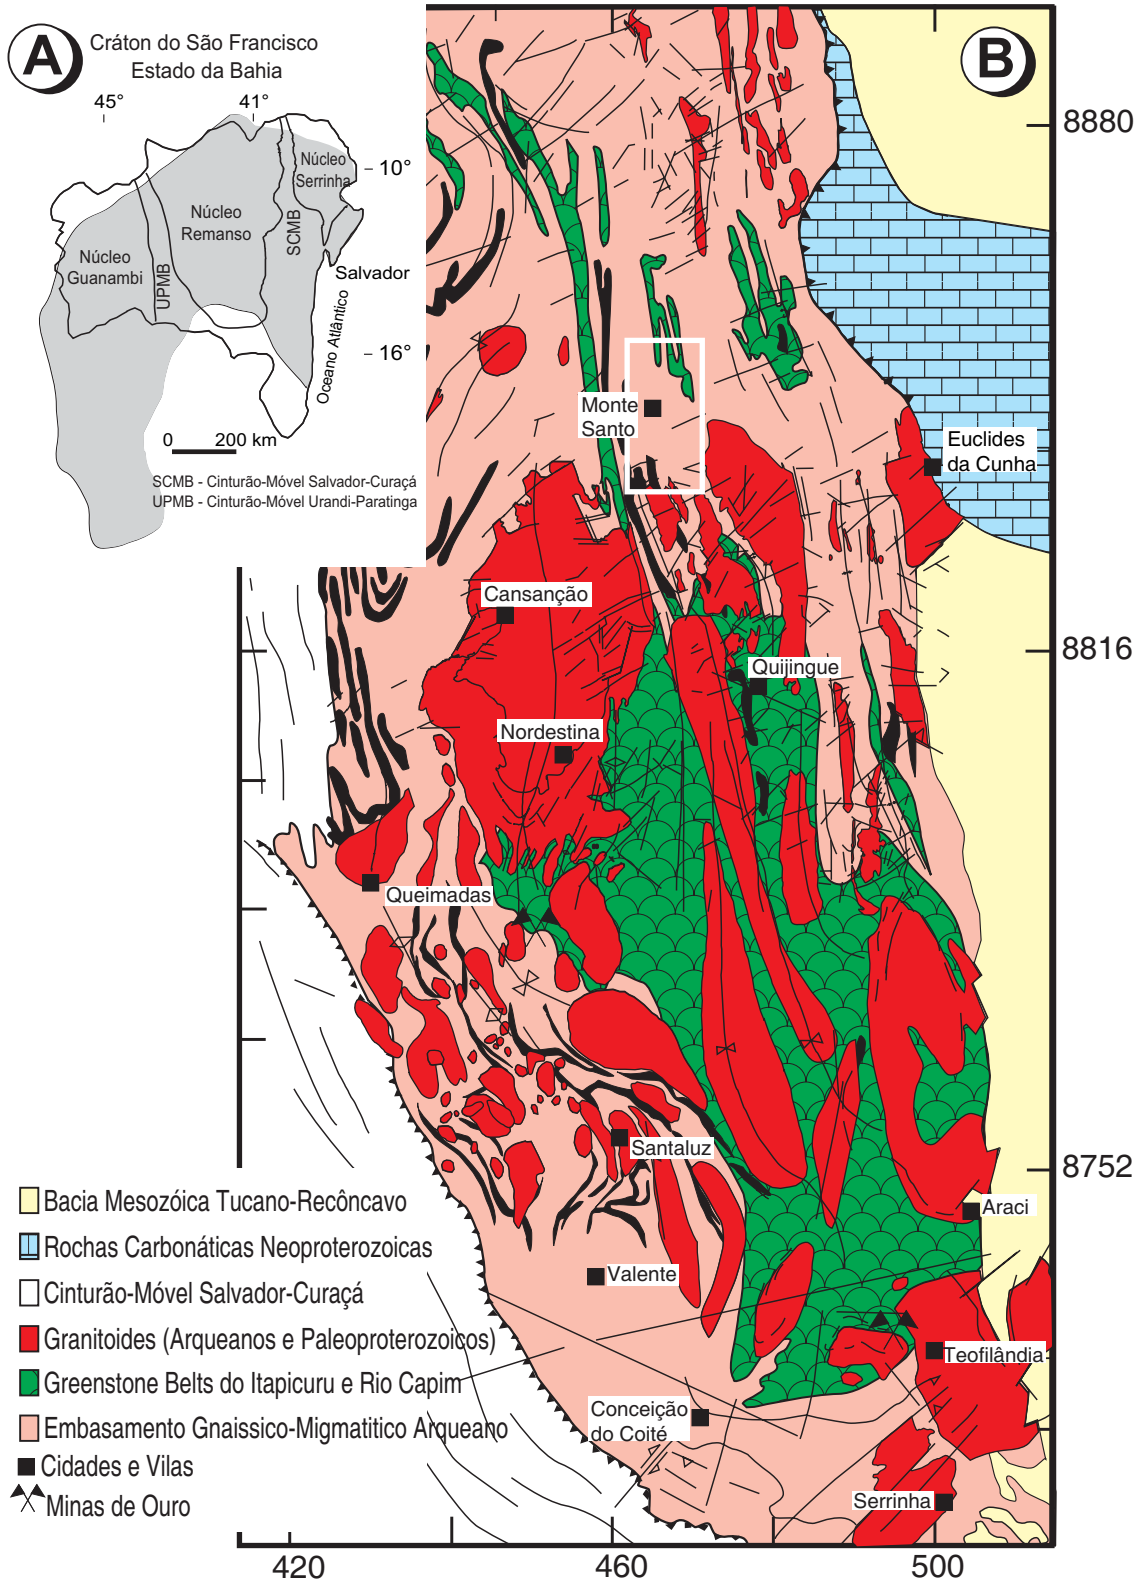 A
Cráton do São Francisco
Estado da Bahia
45°
41°
10°
16°
Núcleo
Serrinha
Núcleo
Remanso
SCMB
Núcleo
Guanambi
UPMB
Salvador
Oceano Atlântico
0 200 km
SCMB - Cinturão-Móvel Salvador-Curaçá
UPMB - Cinturão-Móvel Urandi-Paratinga
B
8880
8816
8752
420
460
500
Monte
Santo
Euclides
da Cunha
Cansanção
Quijingue
Nordestina
Queimadas
Santaluz
Araci
Valente
Teofilândia
Conceição
do Coité
Serrinha
Bacia Mesozóica Tucano-Recôncavo
Rochas Carbonáticas Neoproterozoicas
Cinturão-Móvel Salvador-Curaçá
Granitoides (Arqueanos e Paleoproterozoicos)
Greenstone Belts do Itapicuru e Rio Capim
Embasamento Gnaissico-Migmatitico Arqueano
Cidades e Vilas
Minas de Ouro